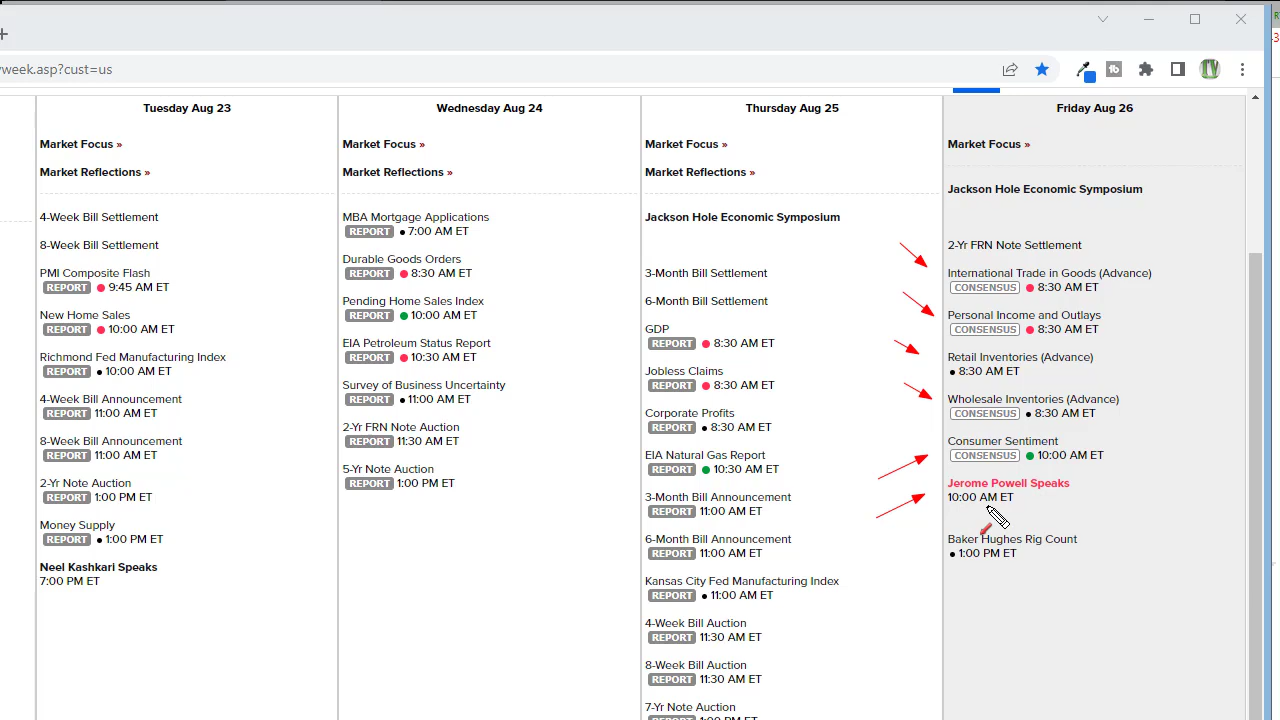 week.asp?cust=us
Tuesday Aug 23
Market Focus »
Market Reflections »
4-Week Bill Settlement
8-Week Bill Settlement
PMI Composite Flash
REPORT 9:45 AM ET
New Home Sales
REPORT 10:00 AM ET
Richmond Fed Manufacturing Index
REPORT 10:00 AM ET
4-Week Bill Announcement
REPORT 11:00 AM ET
8-Week Bill Announcement
REPORT 11:00 AM ET
2-Yr Note Auction
REPORT 1:00 PM ET
Money Supply
REPORT 1:00 PM ET
Neel Kashkari Speaks
7:00 PM ET
Wednesday Aug 24
Market Focus »
Market Reflections »
MBA Mortgage Applications
REPORT 7:00 AM ET
Durable Goods Orders
REPORT 8:30 AM ET
Pending Home Sales Index
REPORT 10:00 AM ET
EIA Petroleum Status Report
REPORT 10:30 AM ET
Survey of Business Uncertainty
REPORT 11:00 AM ET
2-Yr FRN Note Auction
REPORT 11:30 AM ET
5-Yr Note Auction
REPORT 1:00 PM ET
Thursday Aug 25
Market Focus »
Market Reflections »
Jackson Hole Economic Symposium
3-Month Bill Settlement
6-Month Bill Settlement
GDP
REPORT 8:30 AM ET
Jobless Claims
REPORT 8:30 AM ET
Corporate Profits
REPORT 8:30 AM ET
EIA Natural Gas Report
REPORT 10:30 AM ET
3-Month Bill Announcement
REPORT 11:00 AM ET
6-Month Bill Announcement
REPORT 11:00 AM ET
Kansas City Fed Manufacturing Index
REPORT 11:00 AM ET
4-Week Bill Auction
REPORT 11:30 AM ET
8-Week Bill Auction
REPORT 11:30 AM ET
7-Yr Note Auction
Friday Aug 26
Market Focus »
Jackson Hole Economic Symposium
2-Yr FRN Note Settlement
International Trade in Goods (Advance)
CONSENSUS 8:30 AM ET
Personal Income and Outlays
CONSENSUS 8:30 AM ET
Retail Inventories (Advance)
8:30 AM ET
Wholesale Inventories (Advance)
CONSENSUS 8:30 AM ET
Consumer Sentiment
CONSENSUS 10:00 AM ET
Jerome Powell Speaks
10:00 AM ET
Baker Hughes Rig Count
1:00 PM ET